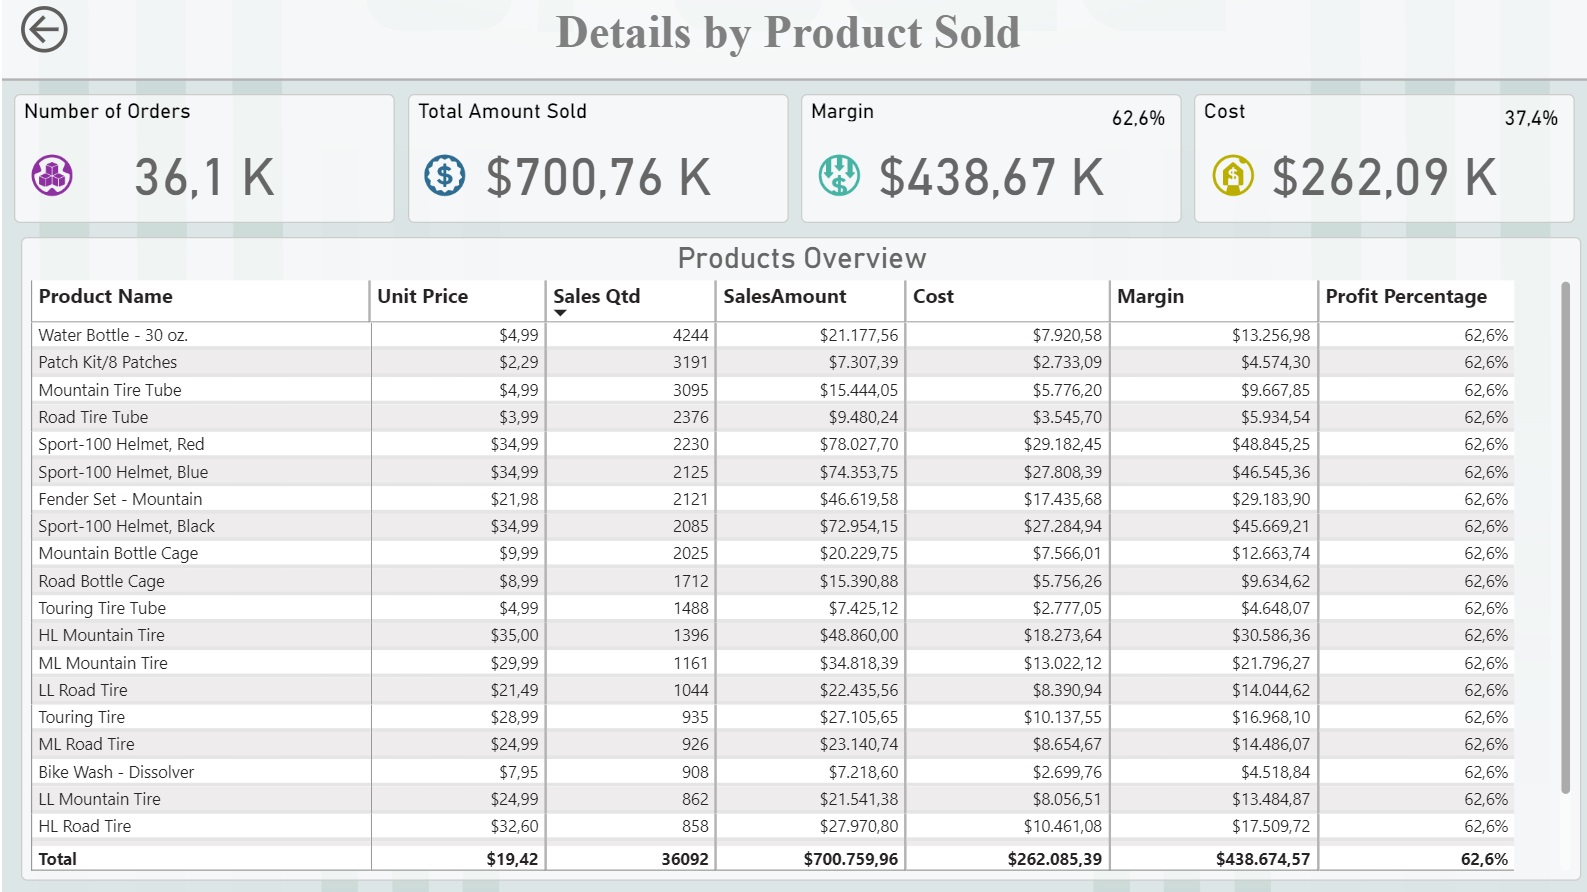 Details by Product Sold
Number of Orders
36,1 K
Total Amount Sold
$700,76 K
Margin
62,6%
$438,67 K
Cost
37,4%
$262,09 K
Products Overview
Product Name Unit Price Sales Qtd SalesAmount Cost Margin Profit Percentage
Water Bottle - 30 oz. $4,99 4244 $21.177,56 $7.920,58 $13.256,98 62,6%
Patch Kit/8 Patches $2,29 3191 $7.307,39 $2.733,09 $4.574,30 62,6%
Mountain Tire Tube $4,99 3095 $15.444,05 $5.776,20 $9.667,85 62,6%
Road Tire Tube $3,99 2376 $9.480,24 $3.545,70 $5.934,54 62,6%
Sport-100 Helmet, Red $34,99 2230 $78.027,70 $29.182,45 $48.845,25 62,6%
Sport-100 Helmet, Blue $34,99 2125 $74.353,75 $27.808,39 $46.545,36 62,6%
Fender Set - Mountain $21,98 2121 $46.619,58 $17.435,68 $29.183,90 62,6%
Sport-100 Helmet, Black $34,99 2085 $72.954,15 $27.284,94 $45.669,21 62,6%
Mountain Bottle Cage $9,99 2025 $20.229,75 $7.566,01 $12.663,74 62,6%
Road Bottle Cage $8,99 1712 $15.390,88 $5.756,26 $9.634,62 62,6%
Touring Tire Tube $4,99 1488 $7.425,12 $2.777,05 $4.648,07 62,6%
HL Mountain Tire $35,00 1396 $48.860,00 $18.273,64 $30.586,36 62,6%
ML Mountain Tire $29,99 1161 $34.818,39 $13.022,12 $21.796,27 62,6%
LL Road Tire $21,49 1044 $22.435,56 $8.390,94 $14.044,62 62,6%
Touring Tire $28,99 935 $27.105,65 $10.137,55 $16.968,10 62,6%
ML Road Tire $24,99 926 $23.140,74 $8.654,67 $14.486,07 62,6%
Bike Wash - Dissolver $7,95 908 $7.218,60 $2.699,76 $4.518,84 62,6%
LL Mountain Tire $24,99 862 $21.541,38 $8.056,51 $13.484,87 62,6%
HL Road Tire $32,60 858 $27.970,80 $10.461,08 $17.509,72 62,6%
Total $19,42 36092 $700.759,96 $262.085,39 $438.674,57 62,6%